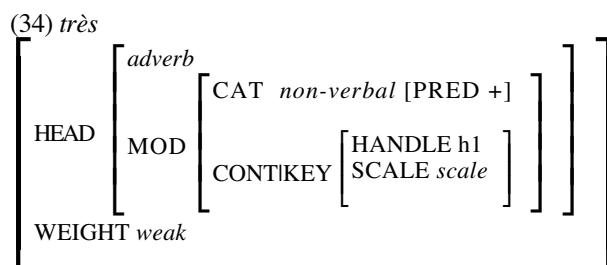 (34) très
adverb
CAT non-verbal [PRED +]
HEAD
MOD
HANDLE h1
CONT|KEY
SCALE scale
WEIGHT weak